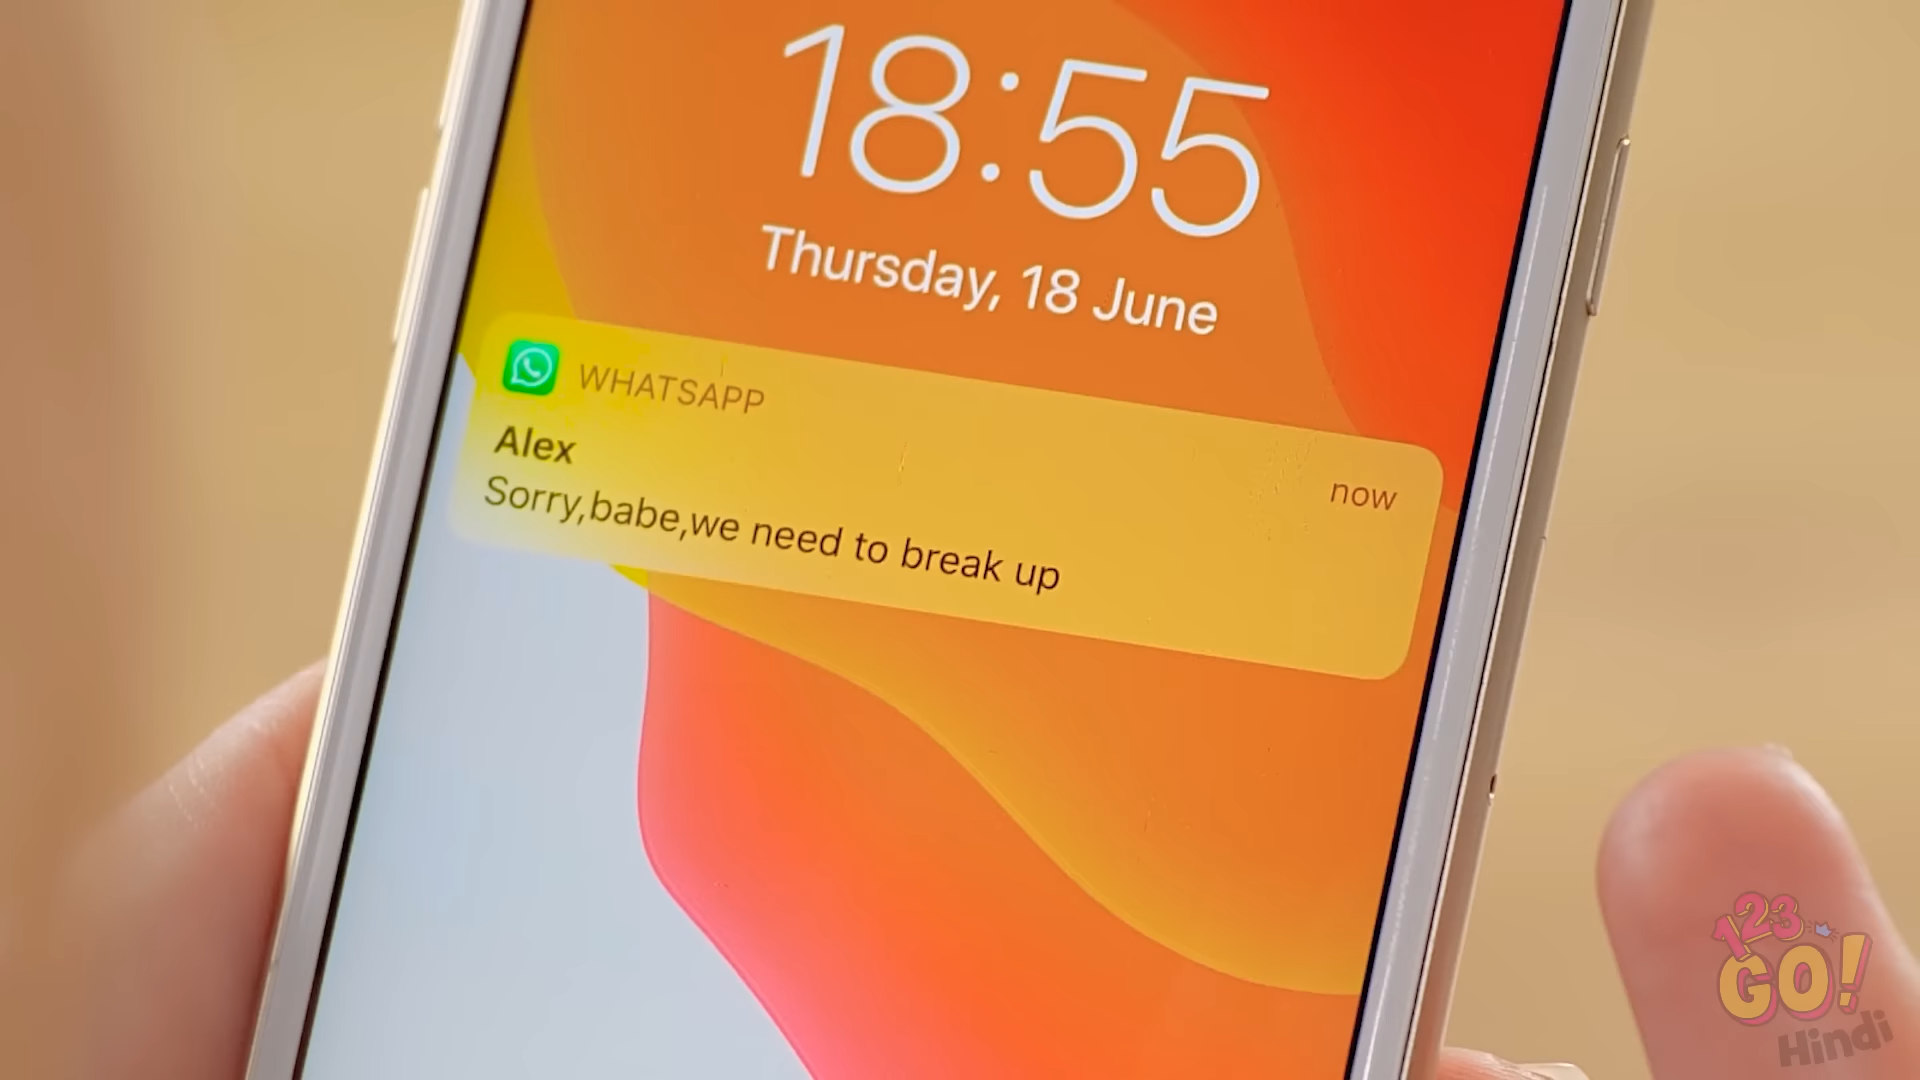 18:55
Thursday, 18 June
WHATSAPP
now
Alex
Sorry,babe,we need to break up
123
GO!
Hindi